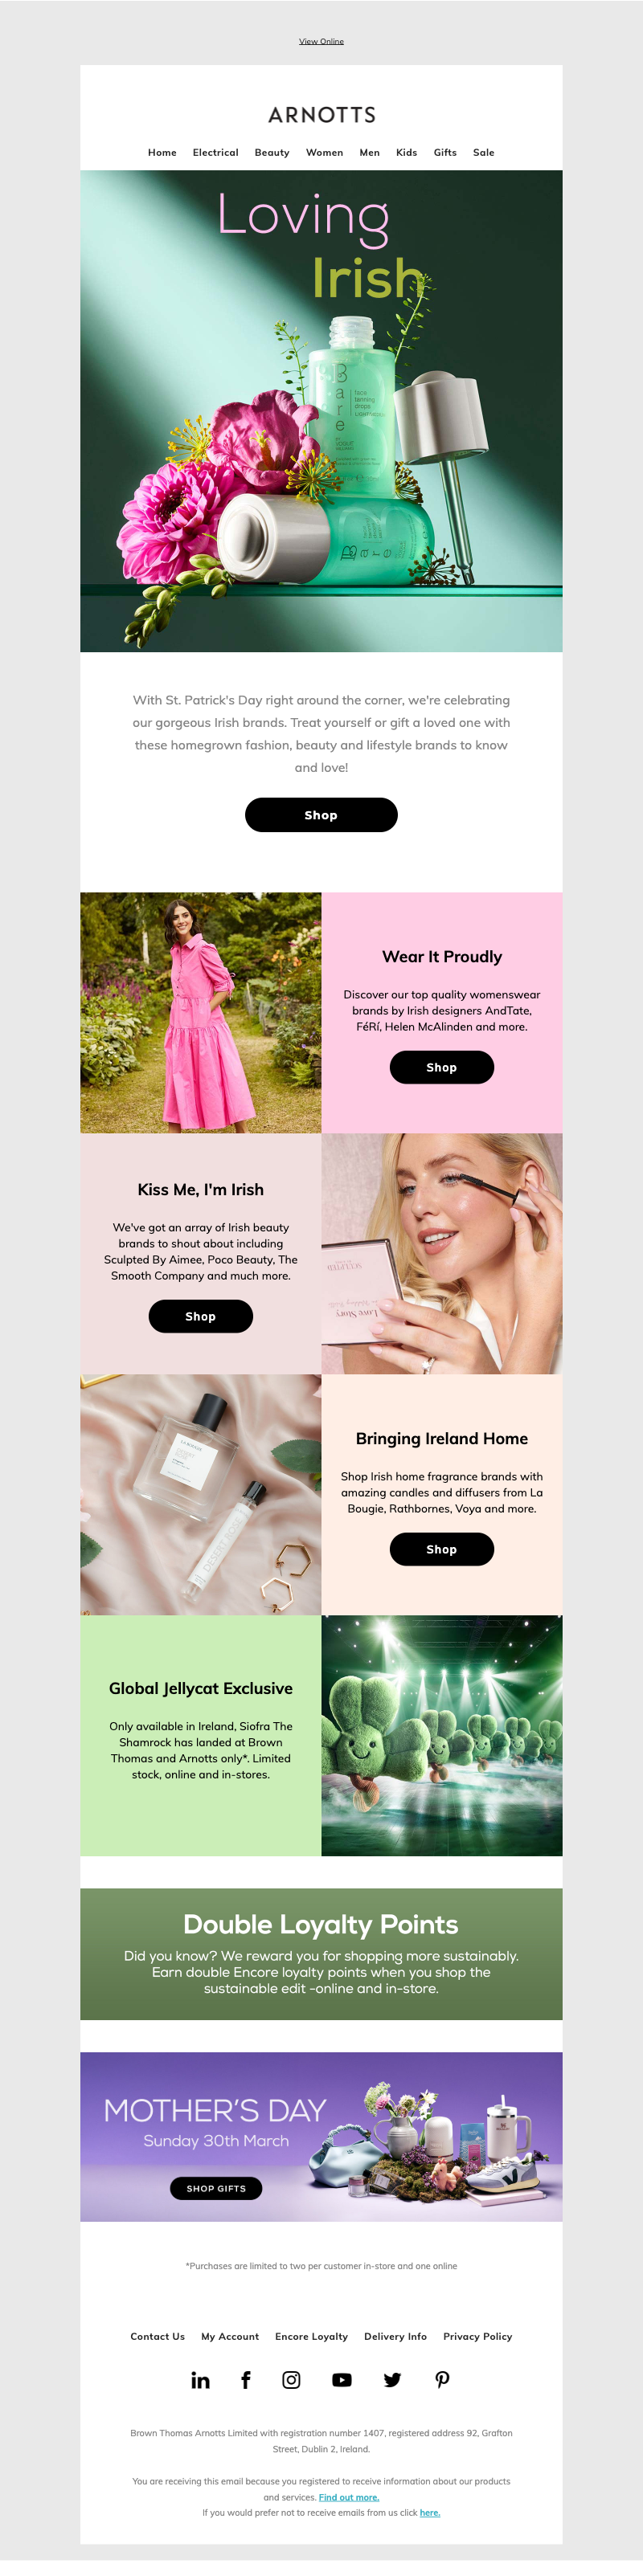 View Online
ARNOTTS
Home Electrical Beauty Women Men Kids Gifts Sale
Loving
Irish
Bare
face
tanning
drops
Bare
With St. Patrick's Day right around the corner, we're celebrating
our gorgeous Irish brands. Treat yourself or gift a loved one with
these homegrown fashion, beauty and lifestyle brands to know
and love!
Shop
Wear It Proudly
Discover our top quality womenswear
brands by Irish designers AndTate,
FéRí, Helen McAlinden and more.
Shop
Kiss Me, I'm Irish
We've got an array of Irish beauty
brands to shout about including
Sculpted By Aimee, Poco Beauty, The
Smooth Company and much more.
Shop
SCULPTED
Love Story
LA BOUGIE
DESERT ROSE
DESERT ROSE
Bringing Ireland Home
Shop Irish home fragrance brands with
amazing candles and diffusers from La
Bougie, Rathbornes, Voya and more.
Shop
Global Jellycat Exclusive
Only available in Ireland, Siofra The
Shamrock has landed at Brown
Thomas and Arnotts only*. Limited
stock, online and in-stores.
Double Loyalty Points
Did you know? We reward you for shopping more sustainably.
Earn double Encore loyalty points when you shop the
sustainable edit -online and in-store.
MOTHER'S DAY
Sunday 30th March
SHOP GIFTS
*Purchases are limited to two per customer in-store and one online
Contact Us My Account Encore Loyalty Delivery Info Privacy Policy
Brown Thomas Arnotts Limited with registration number 1407, registered address 92, Grafton
Street, Dublin 2, Ireland.
You are receiving this email because you registered to receive information about our products
and services. Find out more.
If you would prefer not to receive emails from us click here.